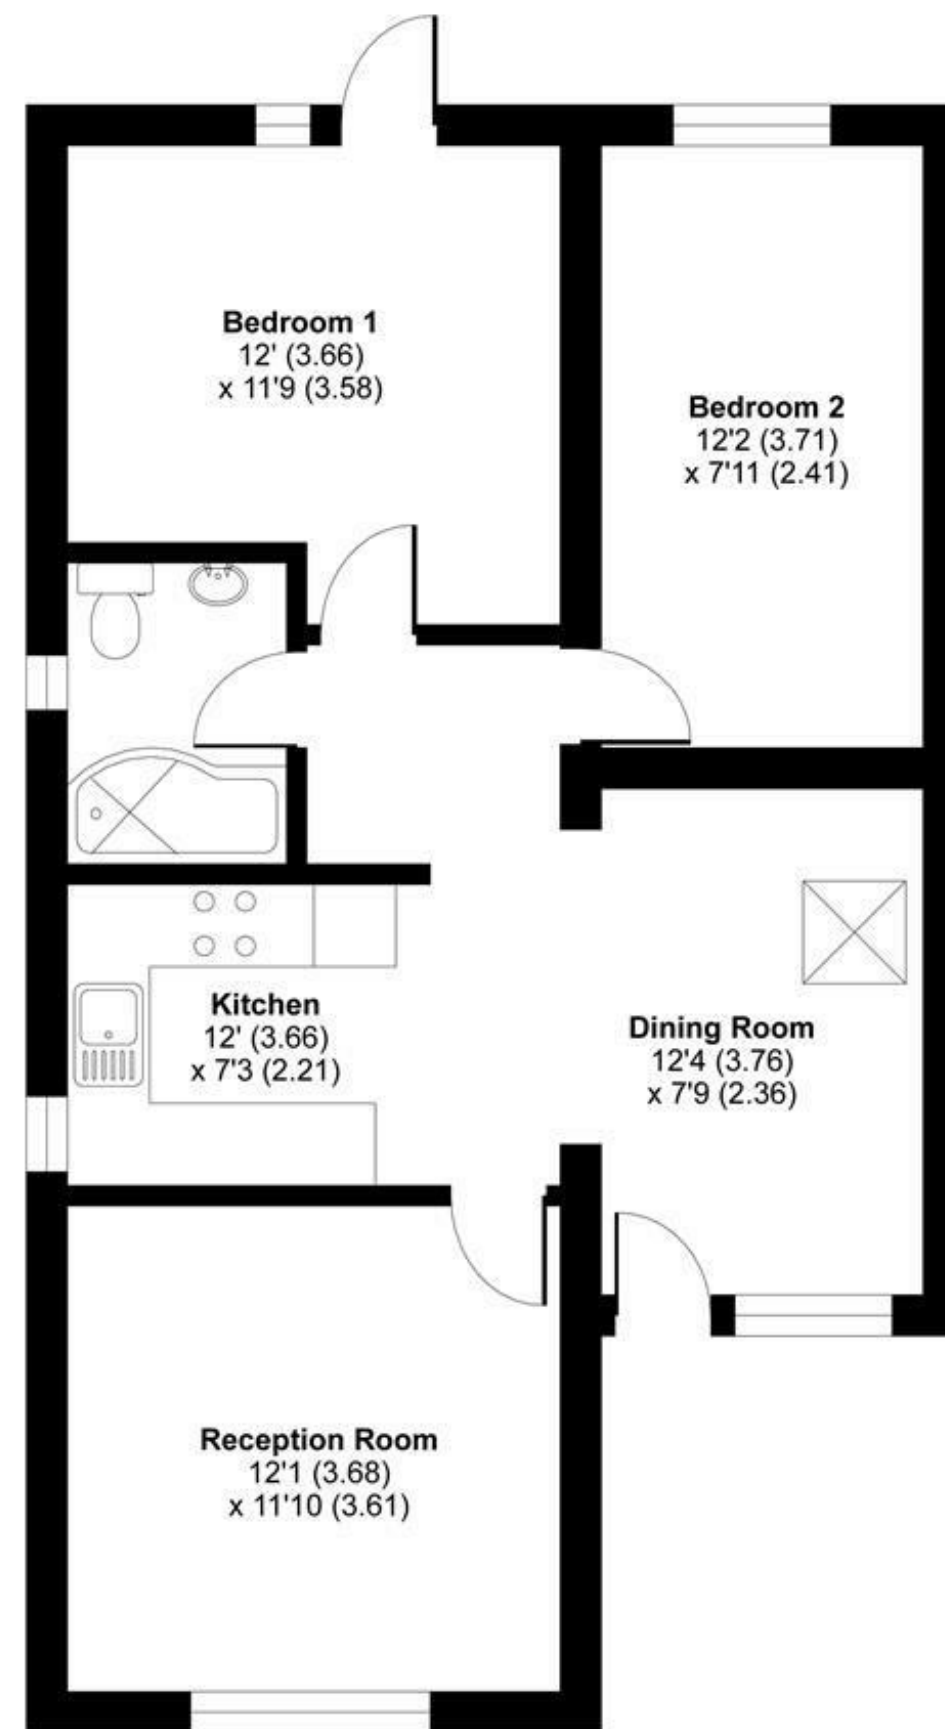 Bedroom 1
12' (3.66)
x 11'9 (3.58)
Bedroom 2
12'2 (3.71)
x 7'11 (2.41)
Kitchen
12' (3.66)
x 7'3 (2.21)
Dining Room
12'4 (3.76)
x 7'9 (2.36)
Reception Room
12'1 (3.68)
x 11'10 (3.61)